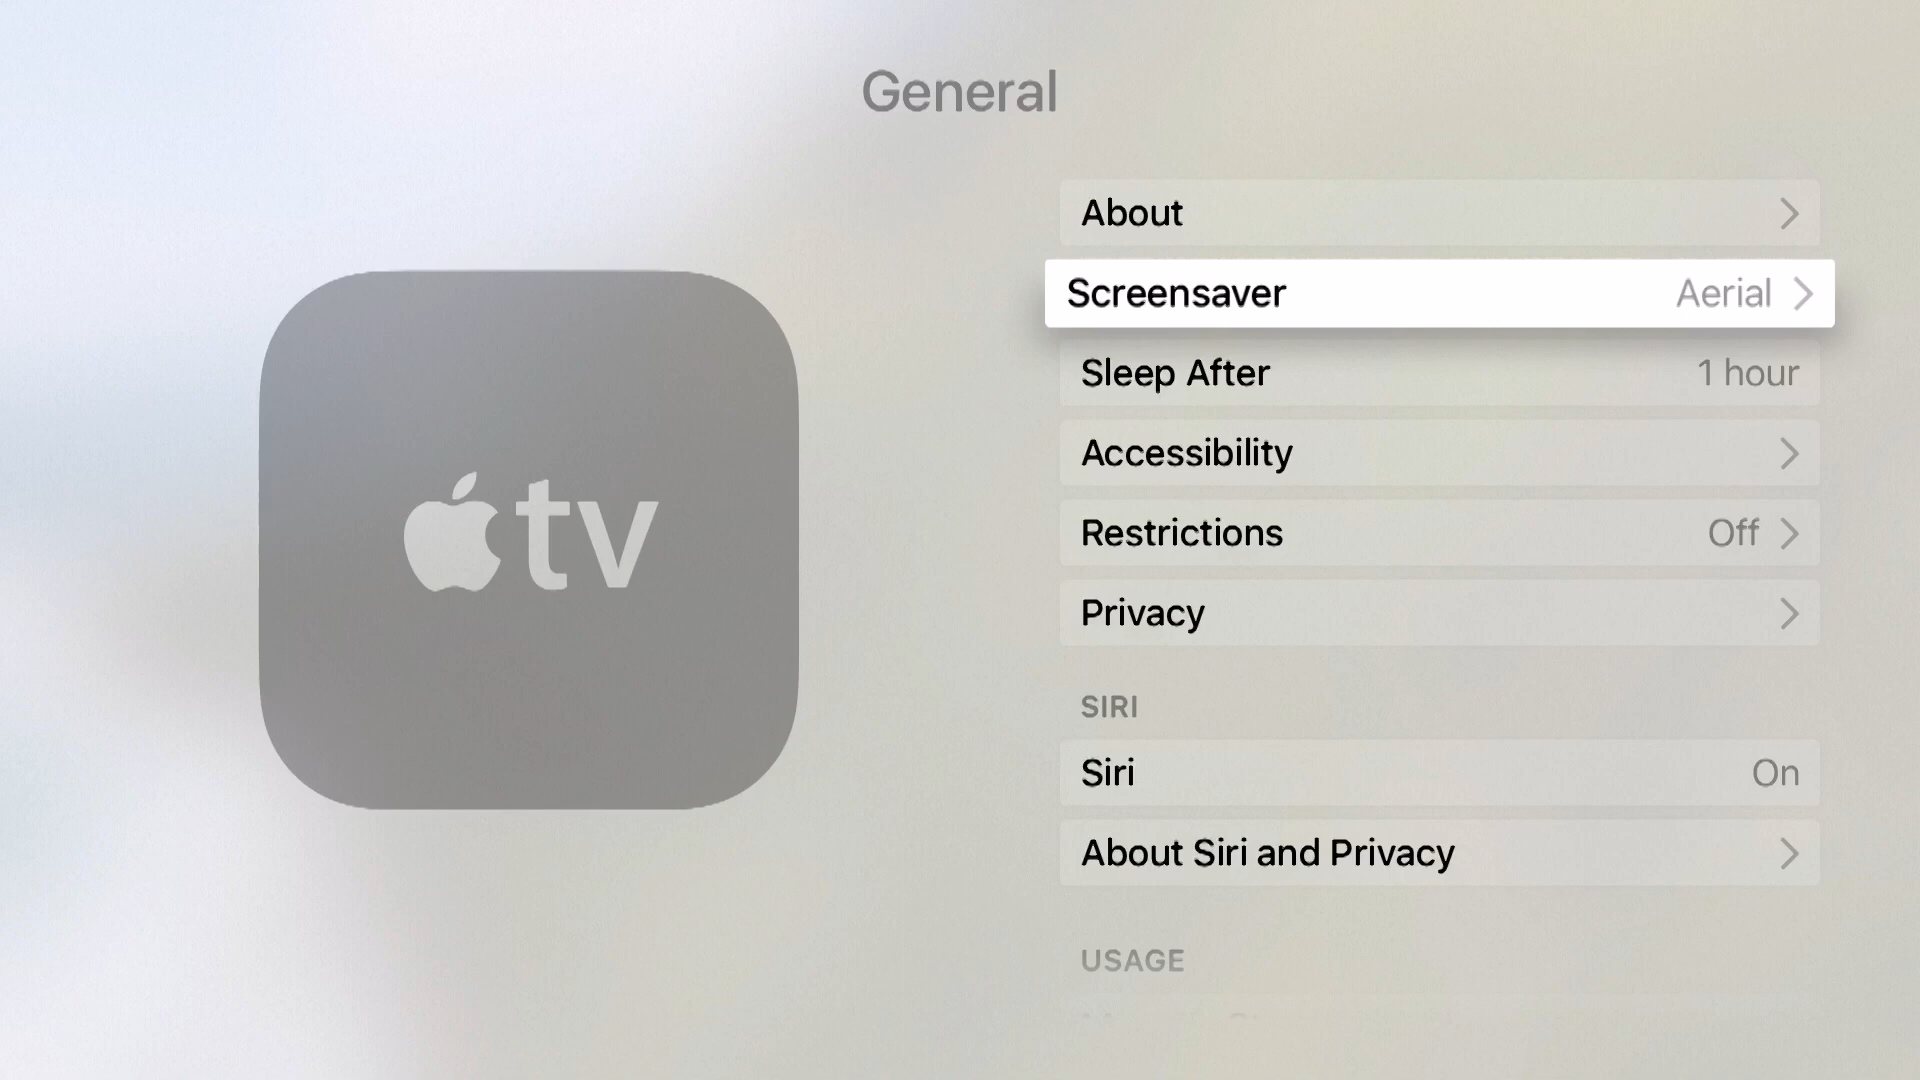 General
About
Screensaver Aerial
Sleep After 1 hour
Accessibility
Restrictions Off
Privacy
tv
SIRI
Siri On
About Siri and Privacy
USAGE